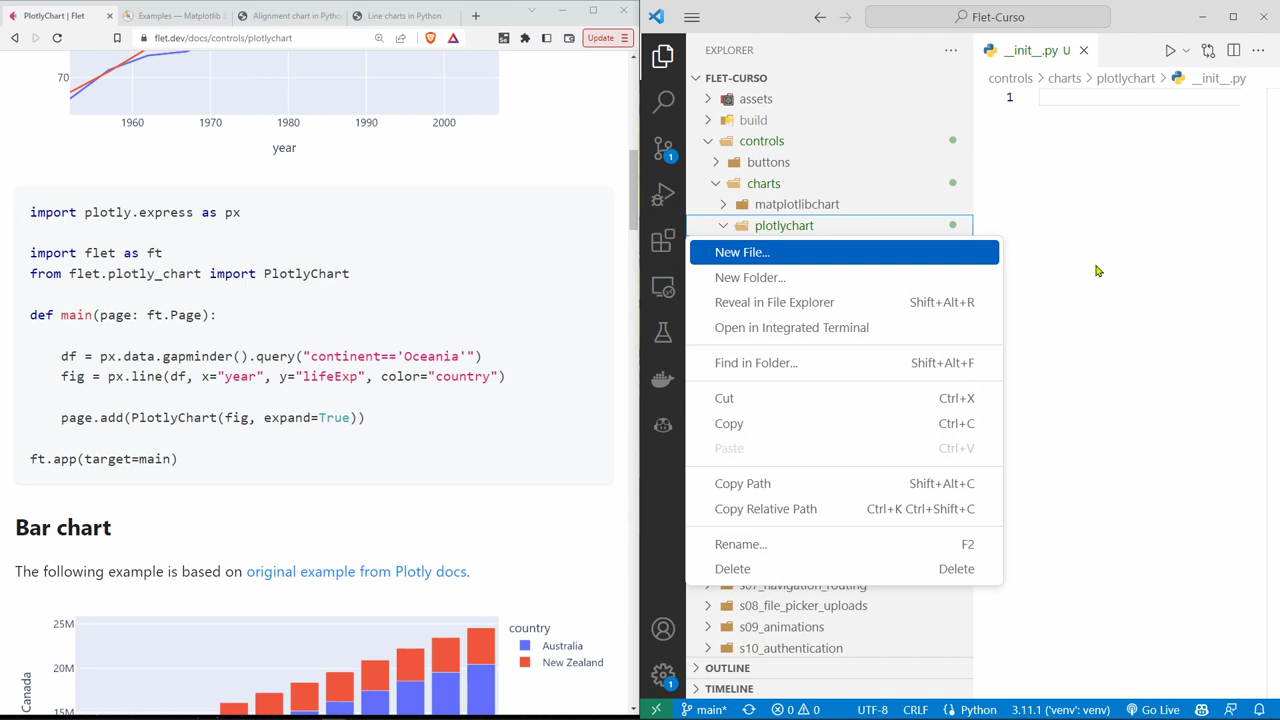 PlotlyChart | Flet
Examples — Matplotlib 3
Alignment chart in Python
Line charts in Python
flet.dev/docs/controls/plotlychart
Update
70
1960
1970
1980
1990
2000
year
import plotly.express as px
import flet as ft
from flet.plotly_chart import PlotlyChart
def main(page: ft.Page):
df = px.data.gapminder().query("continent=='Oceania'")
fig = px.line(df, x="year", y="lifeExp", color="country")
page.add(PlotlyChart(fig, expand=True))
ft.app(target=main)
Bar chart
The following example is based on original example from Plotly docs.
25M
20M
15M
Canada
country
Australia
New Zealand
Flet-Curso
EXPLORER
FLET-CURSO
assets
build
controls
buttons
charts
matplotlibchart
plotlychart
New File...
New Folder...
Reveal in File Explorer Shift+Alt+R
Open in Integrated Terminal
Find in Folder... Shift+Alt+F
Cut Ctrl+X
Copy Ctrl+C
Paste Ctrl+V
Copy Path Shift+Alt+C
Copy Relative Path Ctrl+K Ctrl+Shift+C
Rename... F2
Delete Delete
s07_navigation_routing
s08_file_picker_uploads
s09_animations
s10_authentication
OUTLINE
TIMELINE
__init__.py U
controls > charts > plotlychart > __init__.py
1
1
1
main*
0
0
UTF-8
CRLF
Python
3.11.1 ('venv': venv)
Go Live